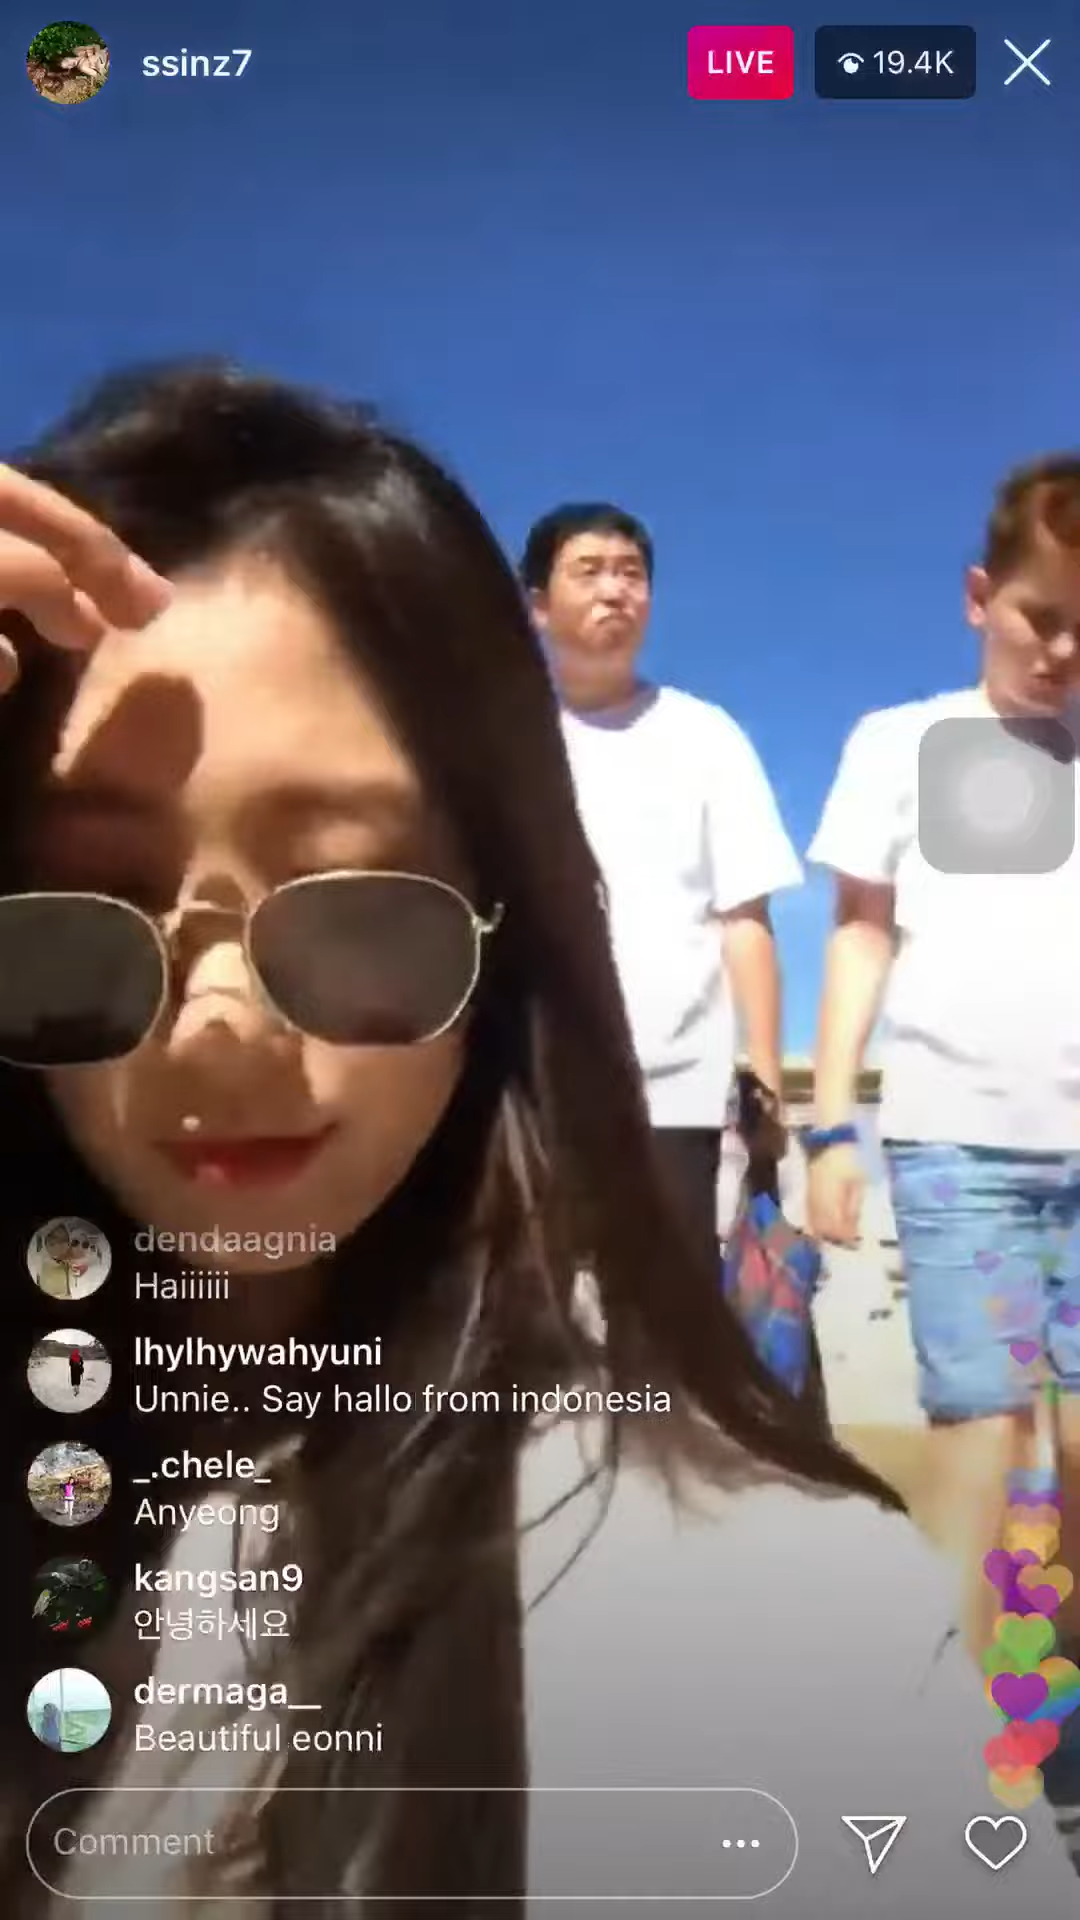 ssinz7
LIVE
19.4K
dendaagnia
Haiiiiii
lhylhywahyuni
Unnie.. Say hallo from indonesia
_.chele_
Anyeong
kangsan9
안녕하세요
dermaga__
Beautiful eonni
Comment